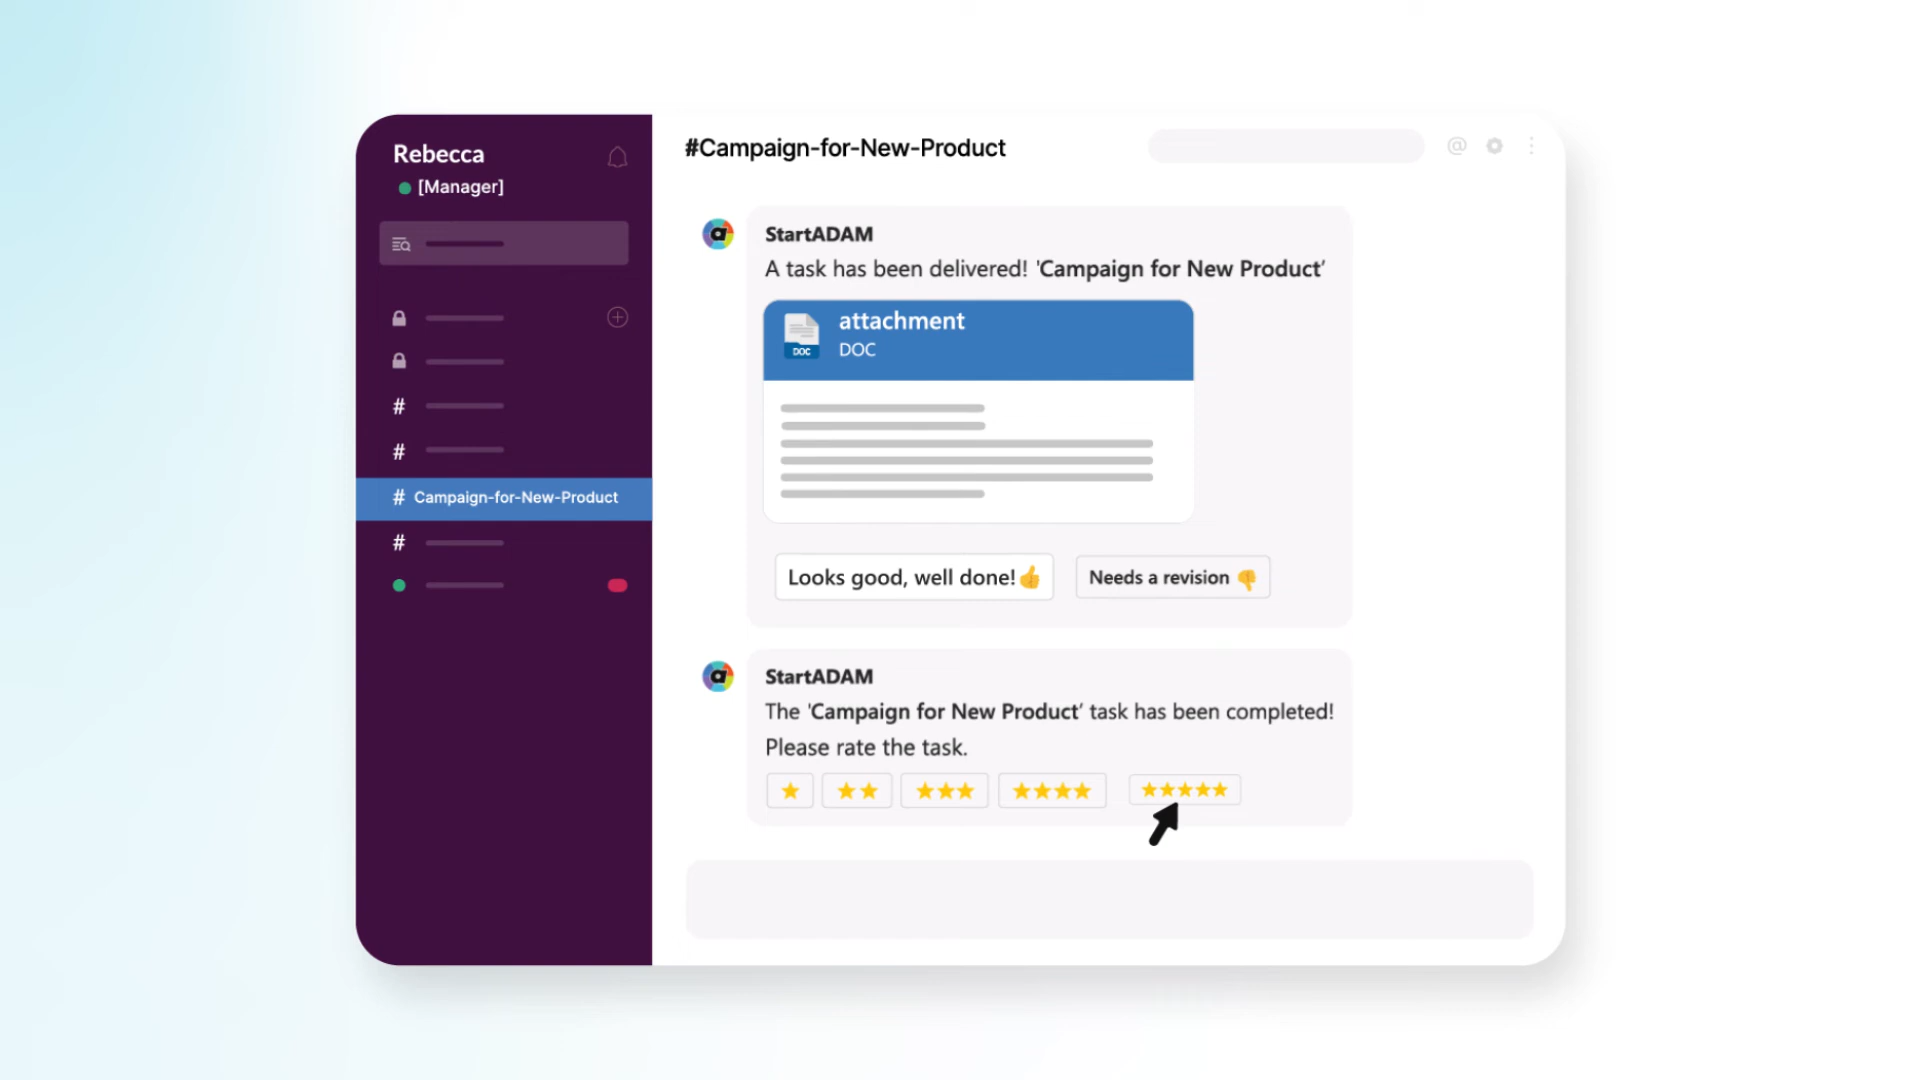 Rebecca
[Manager]
# Campaign-for-New-Product
#Campaign-for-New-Product
@
StartADAM
A task has been delivered! 'Campaign for New Product'
attachment
DOC
DOC
Looks good, well done!👍
Needs a revision 👎
StartADAM
The 'Campaign for New Product' task has been completed!
Please rate the task.